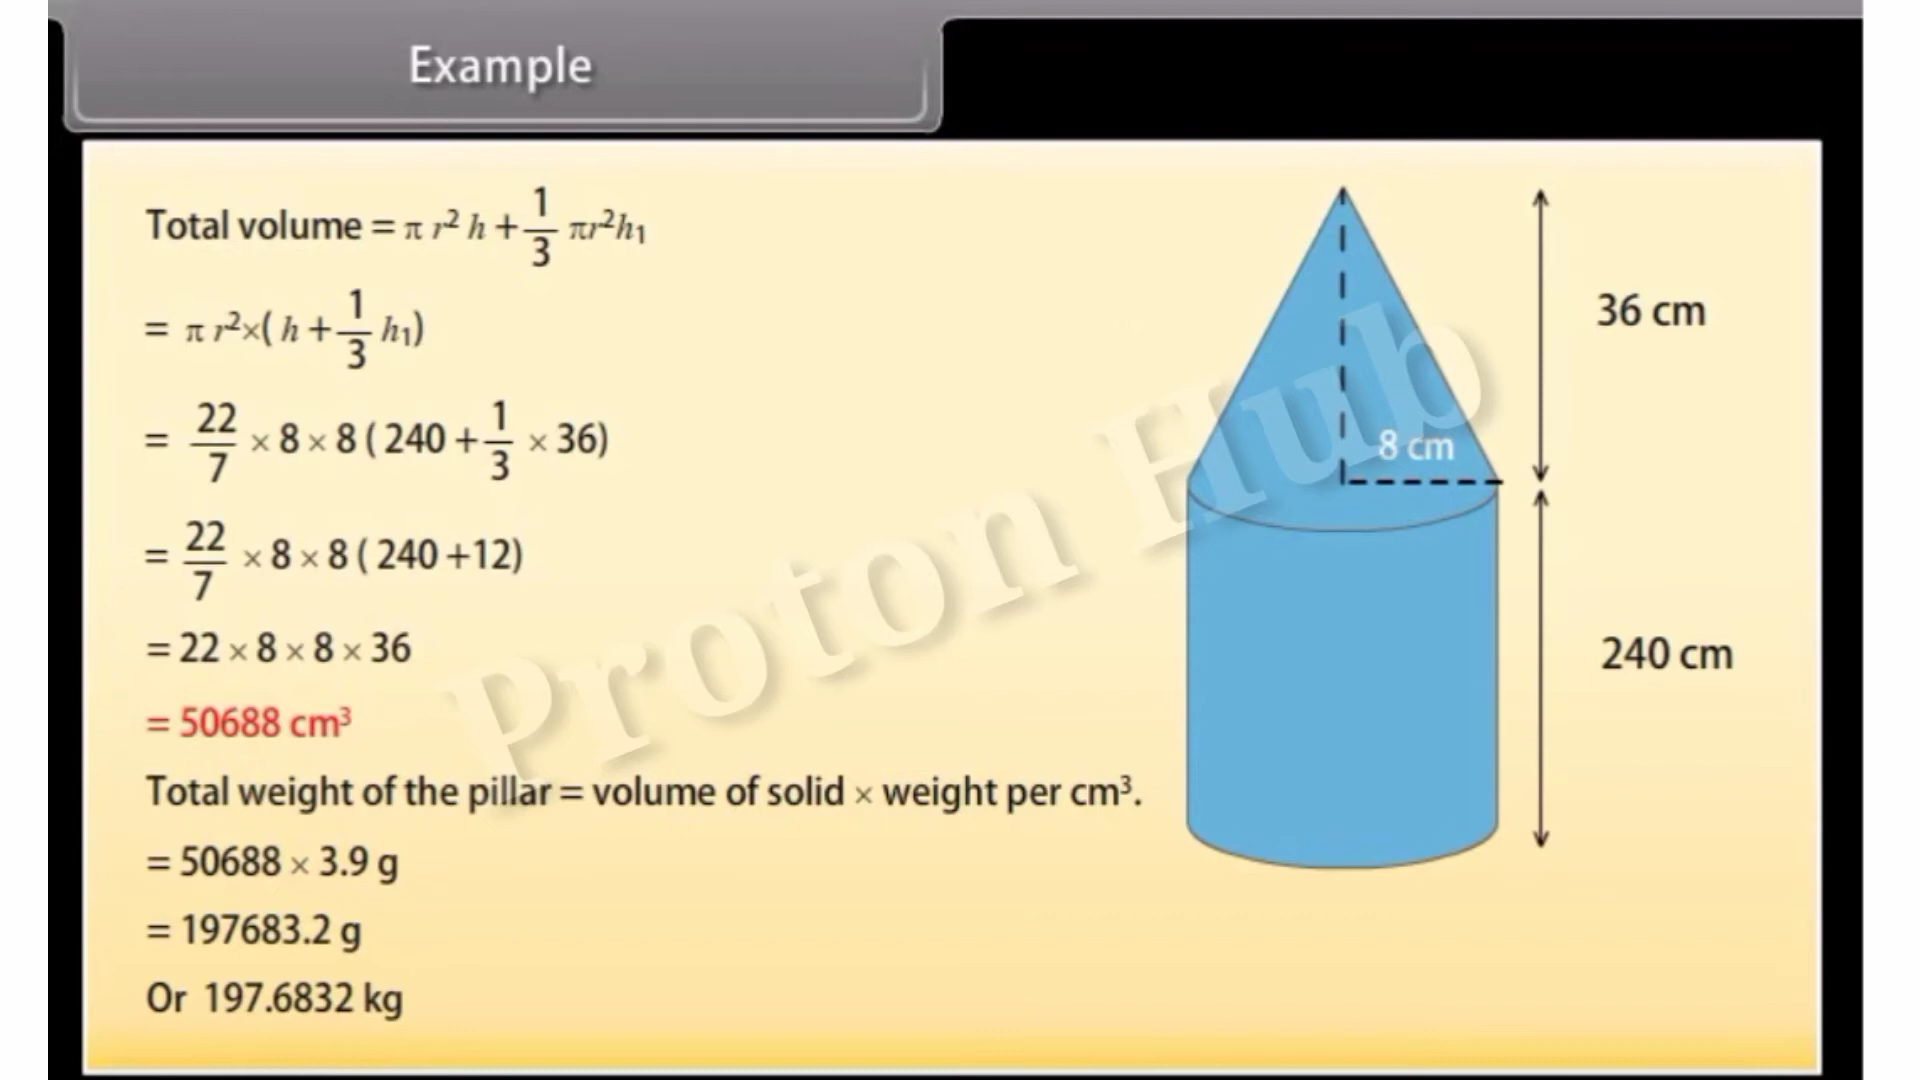 Example
Total volume = π r² h + 1/3 πr²h₁
= π r²×( h + 1/3 h₁)
= 22/7 × 8 × 8 ( 240 + 1/3 × 36)
= 22/7 × 8 × 8 ( 240 +12)
= 22 × 8 × 8 × 36
= 50688 cm³
Total weight of the pillar = volume of solid × weight per cm³.
= 50688 × 3.9 g
= 197683.2 g
Or 197.6832 kg
36 cm
8 cm
240 cm
Proton Hub